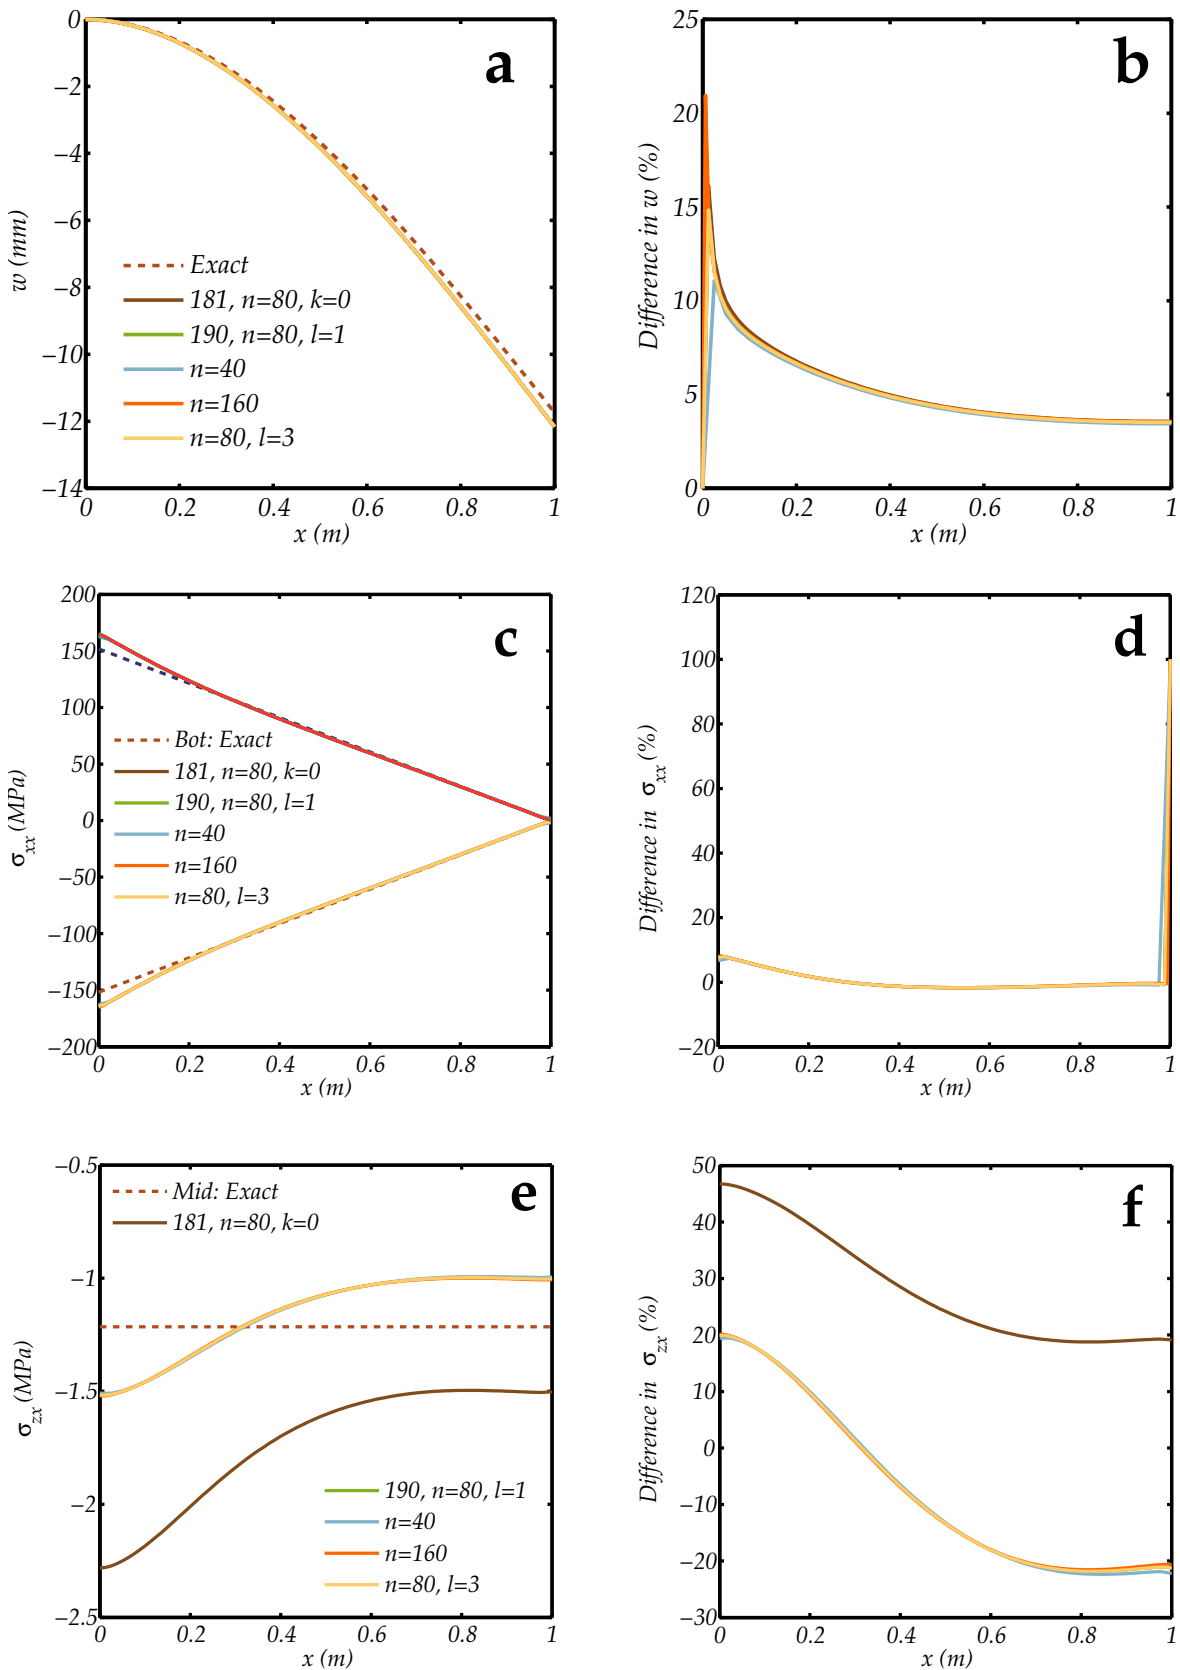 a
0
−2
−4
−6
−8
−10
−12
−14
w (mm)
Exact
181, n=80, k=0
190, n=80, l=1
n=40
n=160
n=80, l=3
0 0.2 0.4 0.6 0.8 1
x (m)
b
25
20
15
10
5
0
Difference in w (%)
0 0.2 0.4 0.6 0.8 1
x (m)
c
200
150
100
50
0
−50
−100
−150
−200
σxx (MPa)
Bot: Exact
181, n=80, k=0
190, n=80, l=1
n=40
n=160
n=80, l=3
0 0.2 0.4 0.6 0.8 1
x (m)
d
120
100
80
60
40
20
0
−20
Difference in σxx (%)
0 0.2 0.4 0.6 0.8 1
x (m)
e
−0.5
−1
−1.5
−2
−2.5
σzx (MPa)
Mid: Exact
181, n=80, k=0
190, n=80, l=1
n=40
n=160
n=80, l=3
0 0.2 0.4 0.6 0.8 1
x (m)
f
50
40
30
20
10
0
−10
−20
−30
Difference in σzx (%)
0 0.2 0.4 0.6 0.8 1
x (m)